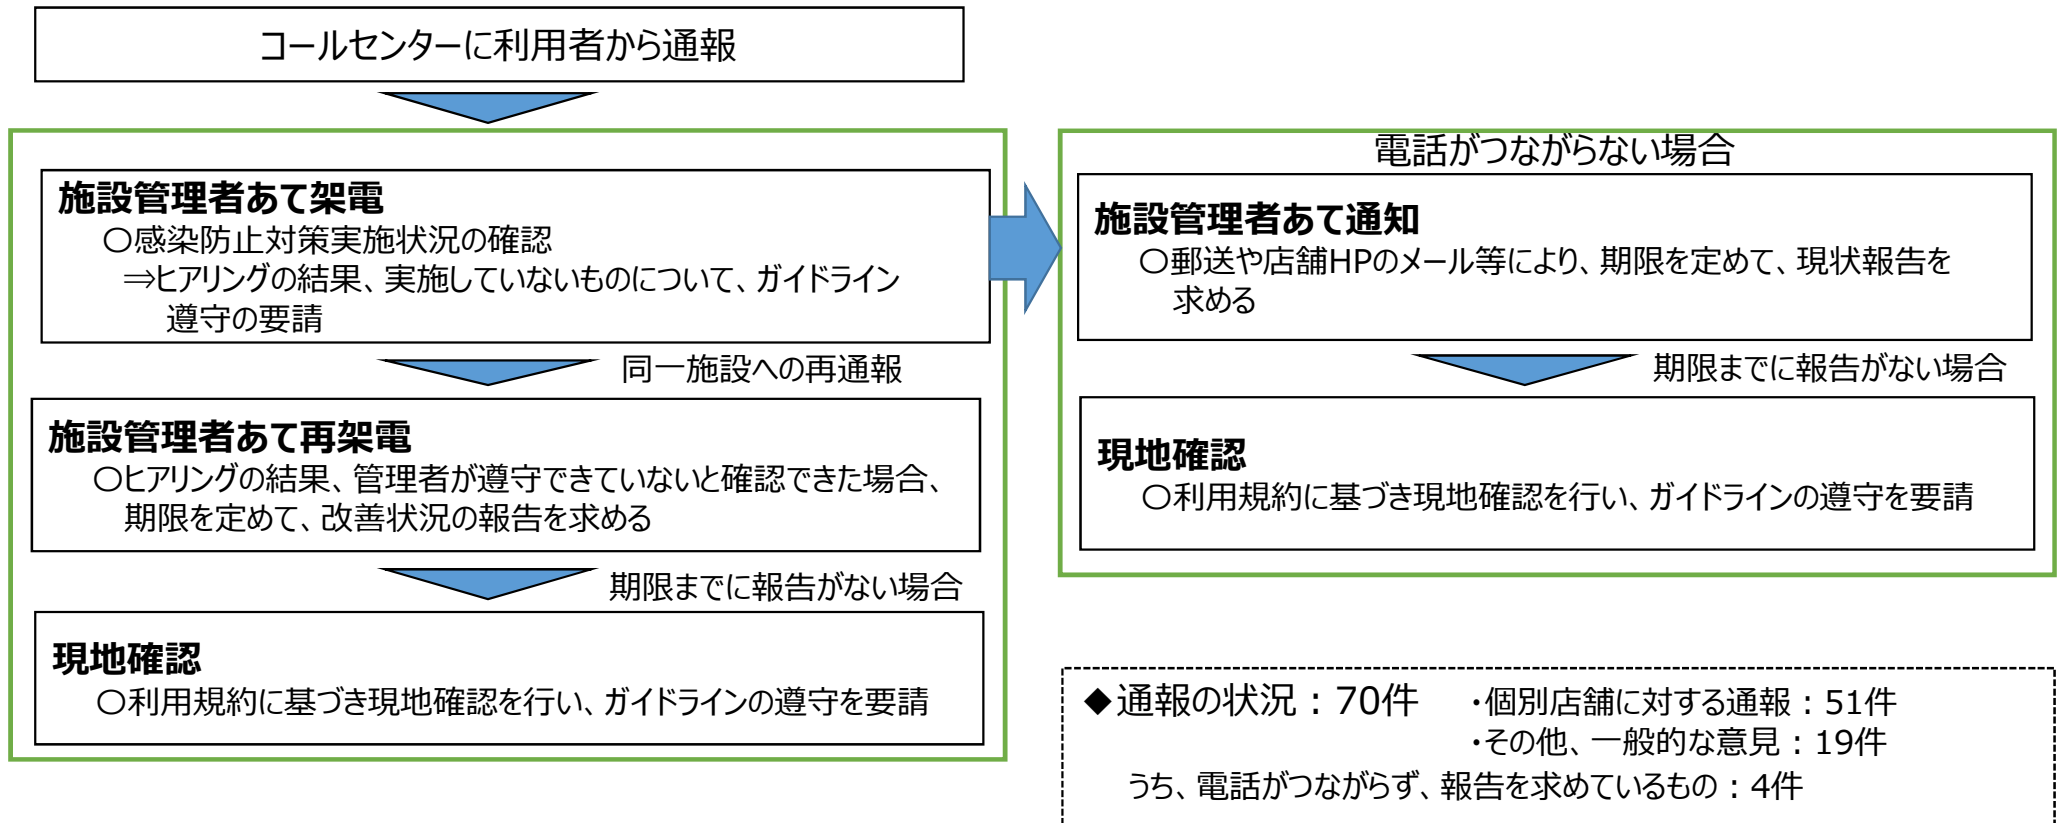 コールセンターに利用者から通報
施設管理者あて架電
〇感染防止対策実施状況の確認
⇒ヒアリングの結果、実施していないものについて、ガイドライン
遵守の要請
同一施設への再通報
施設管理者あて再架電
〇ヒアリングの結果、管理者が遵守できていないと確認できた場合、
期限を定めて、改善状況の報告を求める
期限までに報告がない場合
現地確認
〇利用規約に基づき現地確認を行い、ガイドラインの遵守を要請
電話がつながらない場合
施設管理者あて通知
〇郵送や店舗HPのメール等により、期限を定めて、現状報告を
求める
期限までに報告がない場合
現地確認
〇利用規約に基づき現地確認を行い、ガイドラインの遵守を要請
◆通報の状況：70件　・個別店舗に対する通報：51件
・その他、一般的な意見：19件
うち、電話がつながらず、報告を求めているもの：4件